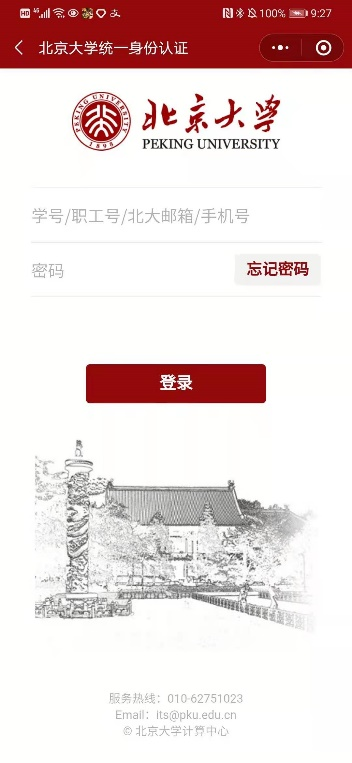 HD 4G 100% 9:27
北京大学统一身份认证
PEKING UNIVERSITY
1898
北京大学
PEKING UNIVERSITY
学号/职工号/北大邮箱/手机号
密码
忘记密码
登录
服务热线：010-62751023
Email：its@pku.edu.cn
© 北京大学计算中心